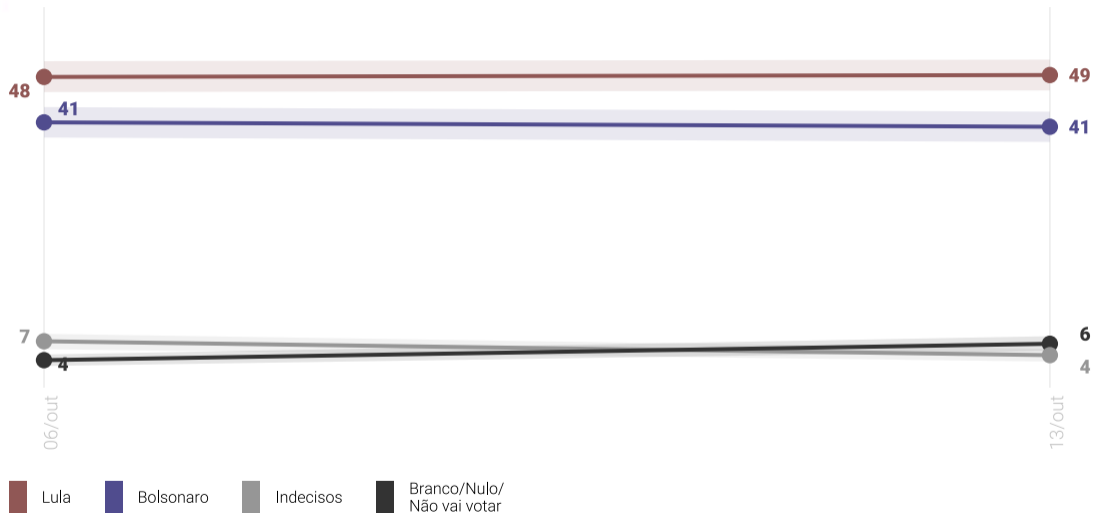 48
41
49
41
7
4
6
4
06/out
13/out
Lula
Bolsonaro
Indecisos
Branco/Nulo/
Não vai votar